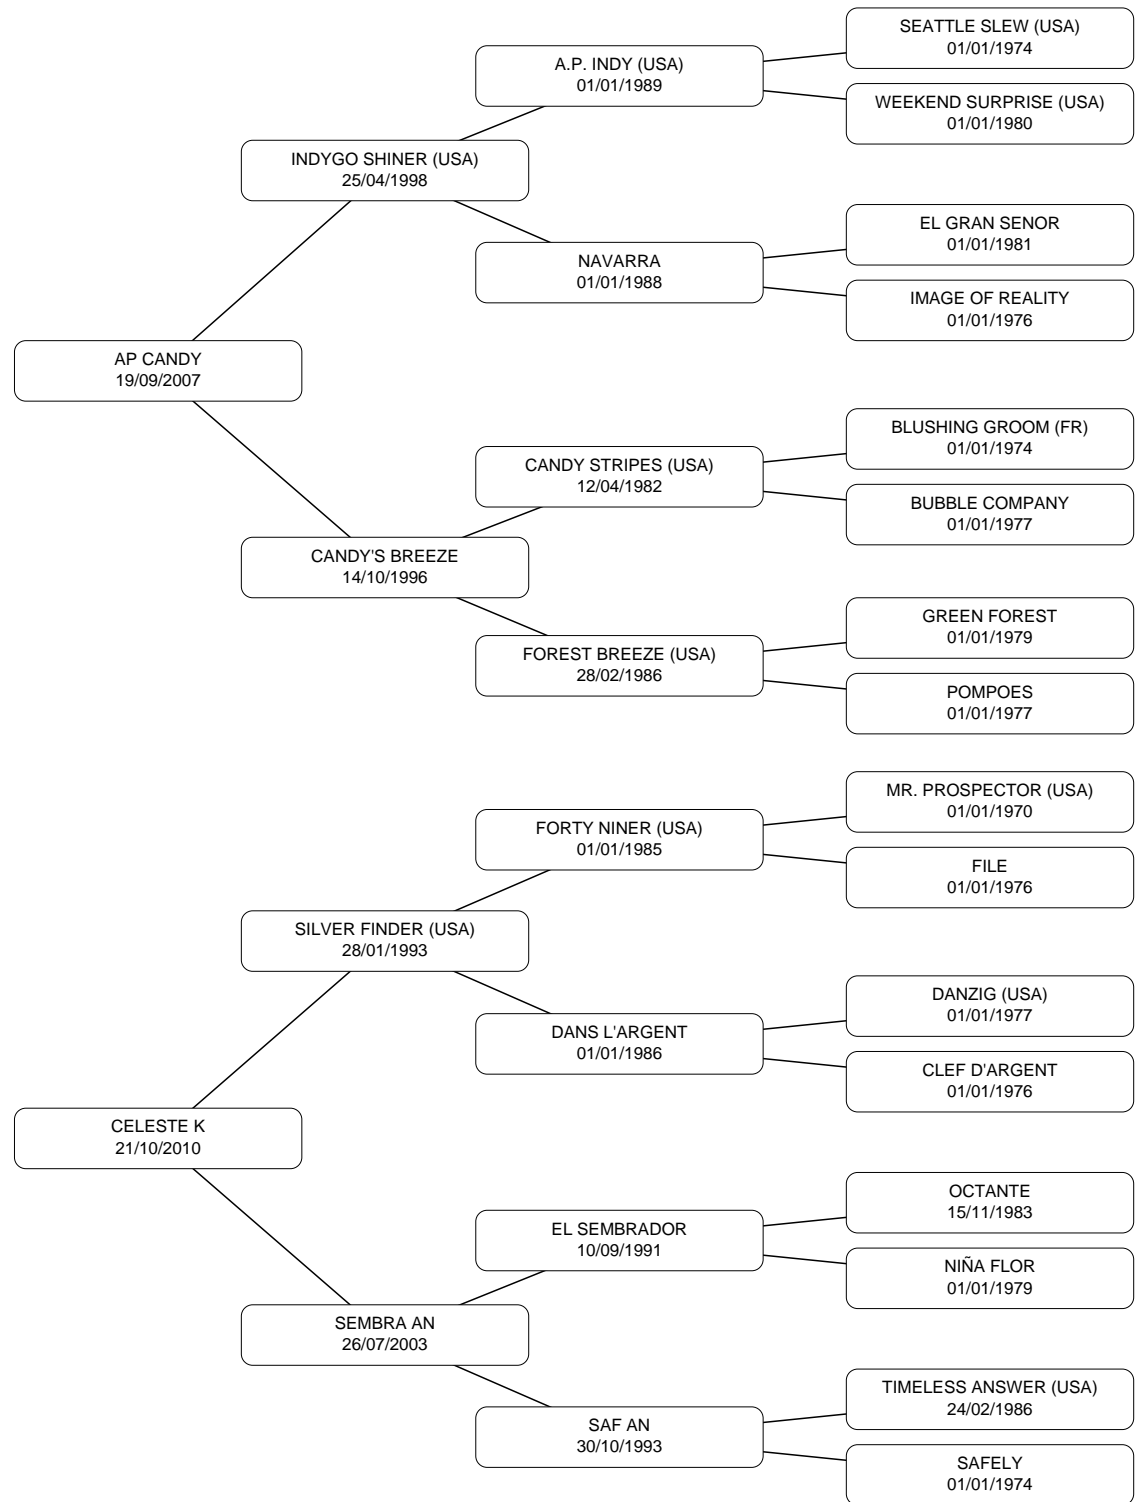 SEATTLE SLEW (USA)
01/01/1974
A.P. INDY (USA)
01/01/1989
WEEKEND SURPRISE (USA)
01/01/1980
INDYGO SHINER (USA)
25/04/1998
EL GRAN SENOR
01/01/1981
NAVARRA
01/01/1988
IMAGE OF REALITY
01/01/1976
AP CANDY
19/09/2007
BLUSHING GROOM (FR)
01/01/1974
CANDY STRIPES (USA)
12/04/1982
BUBBLE COMPANY
01/01/1977
CANDY'S BREEZE
14/10/1996
GREEN FOREST
01/01/1979
FOREST BREEZE (USA)
28/02/1986
POMPOES
01/01/1977
MR. PROSPECTOR (USA)
01/01/1970
FORTY NINER (USA)
01/01/1985
FILE
01/01/1976
SILVER FINDER (USA)
28/01/1993
DANZIG (USA)
01/01/1977
DANS L'ARGENT
01/01/1986
CLEF D'ARGENT
01/01/1976
CELESTE K
21/10/2010
OCTANTE
15/11/1983
EL SEMBRADOR
10/09/1991
NIÑA FLOR
01/01/1979
SEMBRA AN
26/07/2003
TIMELESS ANSWER (USA)
24/02/1986
SAF AN
30/10/1993
SAFELY
01/01/1974